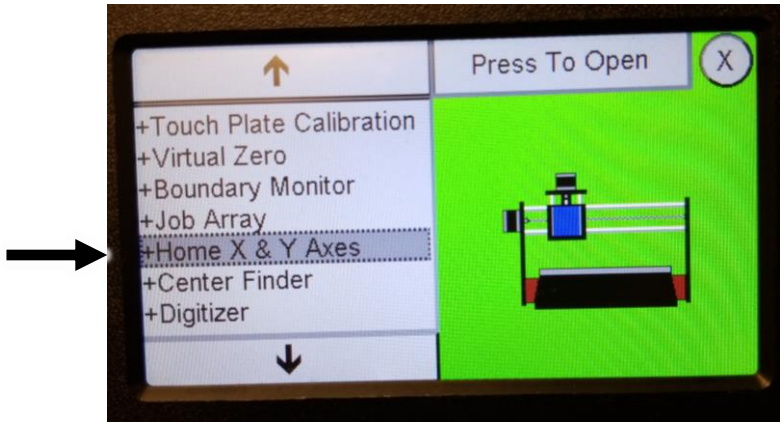 Press To Open
X
+Touch Plate Calibration
+Virtual Zero
+Boundary Monitor
+Job Array
+Home X & Y Axes
+Center Finder
+Digitizer